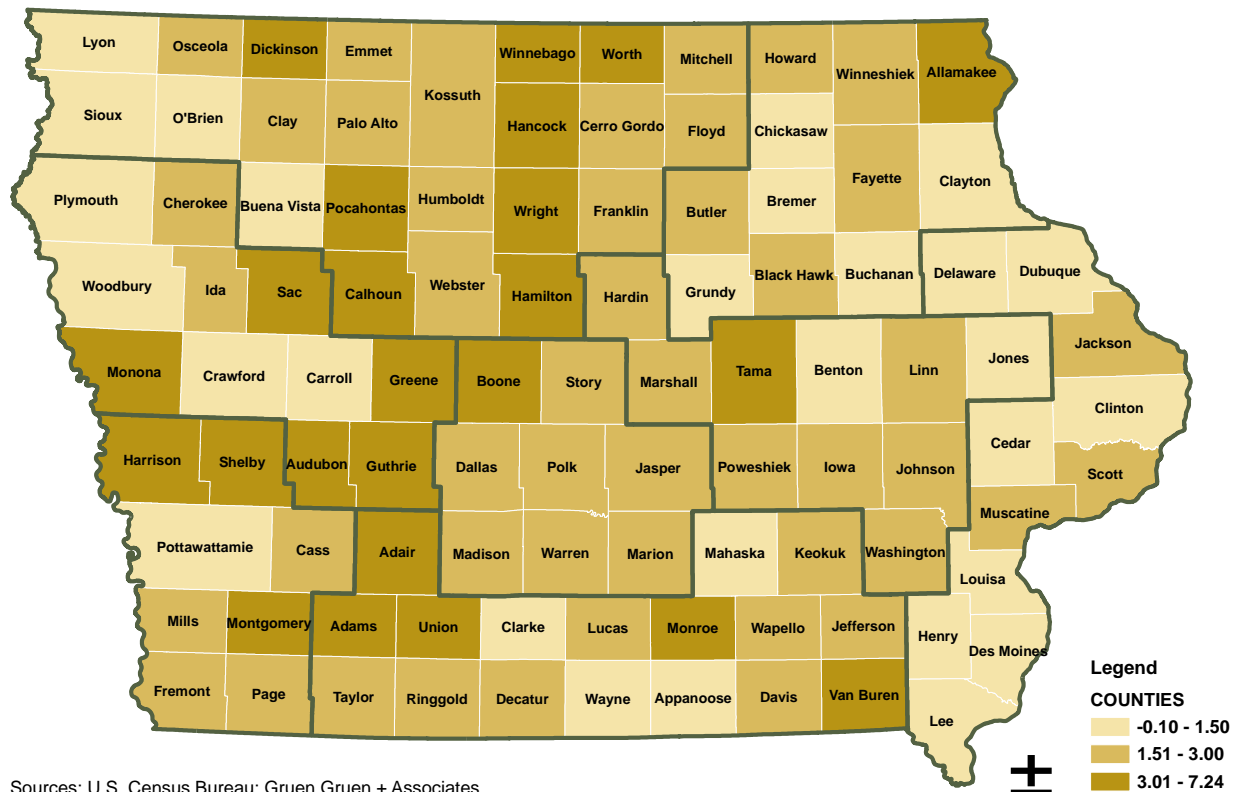 Lyon
Osceola
Dickinson
Emmet
Kossuth
Winnebago
Worth
Mitchell
Howard
Winneshiek
Allamakee
Sioux
O'Brien
Clay
Palo Alto
Hancock
Cerro Gordo
Floyd
Chickasaw
Plymouth
Cherokee
Buena Vista
Pocahontas
Humboldt
Wright
Franklin
Butler
Bremer
Fayette
Clayton
Woodbury
Ida
Sac
Calhoun
Webster
Hamilton
Hardin
Grundy
Black Hawk
Buchanan
Delaware
Dubuque
Monona
Crawford
Carroll
Greene
Boone
Story
Marshall
Tama
Benton
Linn
Jones
Jackson
Clinton
Harrison
Shelby
Audubon
Guthrie
Dallas
Polk
Jasper
Poweshiek
Iowa
Johnson
Cedar
Scott
Muscatine
Pottawattamie
Cass
Adair
Madison
Warren
Marion
Mahaska
Keokuk
Washington
Louisa
Mills
Montgomery
Adams
Union
Clarke
Lucas
Monroe
Wapello
Jefferson
Henry
Des Moines
Fremont
Page
Taylor
Ringgold
Decatur
Wayne
Appanoose
Davis
Van Buren
Lee
Legend
COUNTIES
-0.10 - 1.50
1.51 - 3.00
3.01 - 7.24
Sources: U.S. Census Bureau; Gruen Gruen + Associates